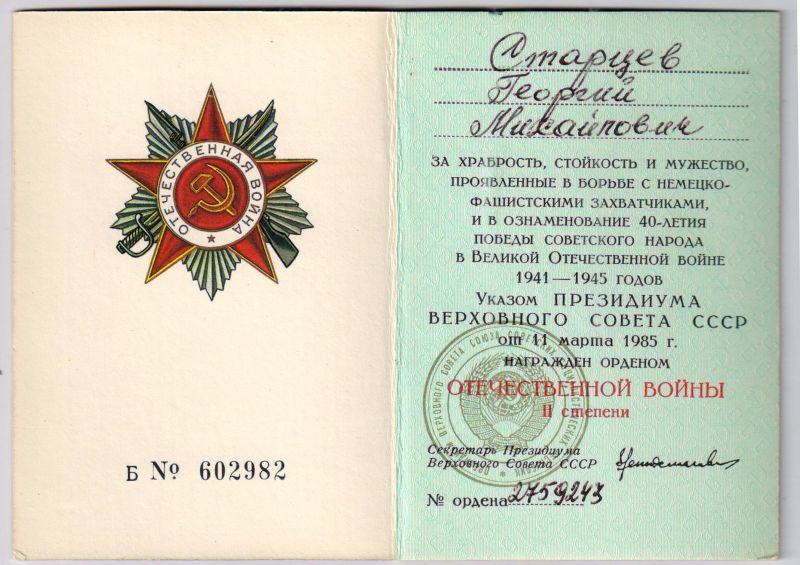 ОТЕЧЕСТВЕННАЯ ВОЙНА
Б № 602982
Старцев
Георгий
Михайлович
ЗА ХРАБРОСТЬ, СТОЙКОСТЬ И МУЖЕСТВО,
ПРОЯВЛЕННЫЕ В БОРЬБЕ С НЕМЕЦКО-
ФАШИСТСКИМИ ЗАХВАТЧИКАМИ,
И В ОЗНАМЕНОВАНИЕ 40-ЛЕТИЯ
ПОБЕДЫ СОВЕТСКОГО НАРОДА
В ВЕЛИКОЙ ОТЕЧЕСТВЕННОЙ ВОЙНЕ
1941—1945 ГОДОВ
УКАЗОМ ПРЕЗИДИУМА
ВЕРХОВНОГО СОВЕТА СССР
от 11 марта 1985 г.
НАГРАЖДЕН ОРДЕНОМ
ОТЕЧЕСТВЕННОЙ ВОЙНЫ
II степени
Секретарь Президиума
Верховного Совета СССР
№ ордена 2759243